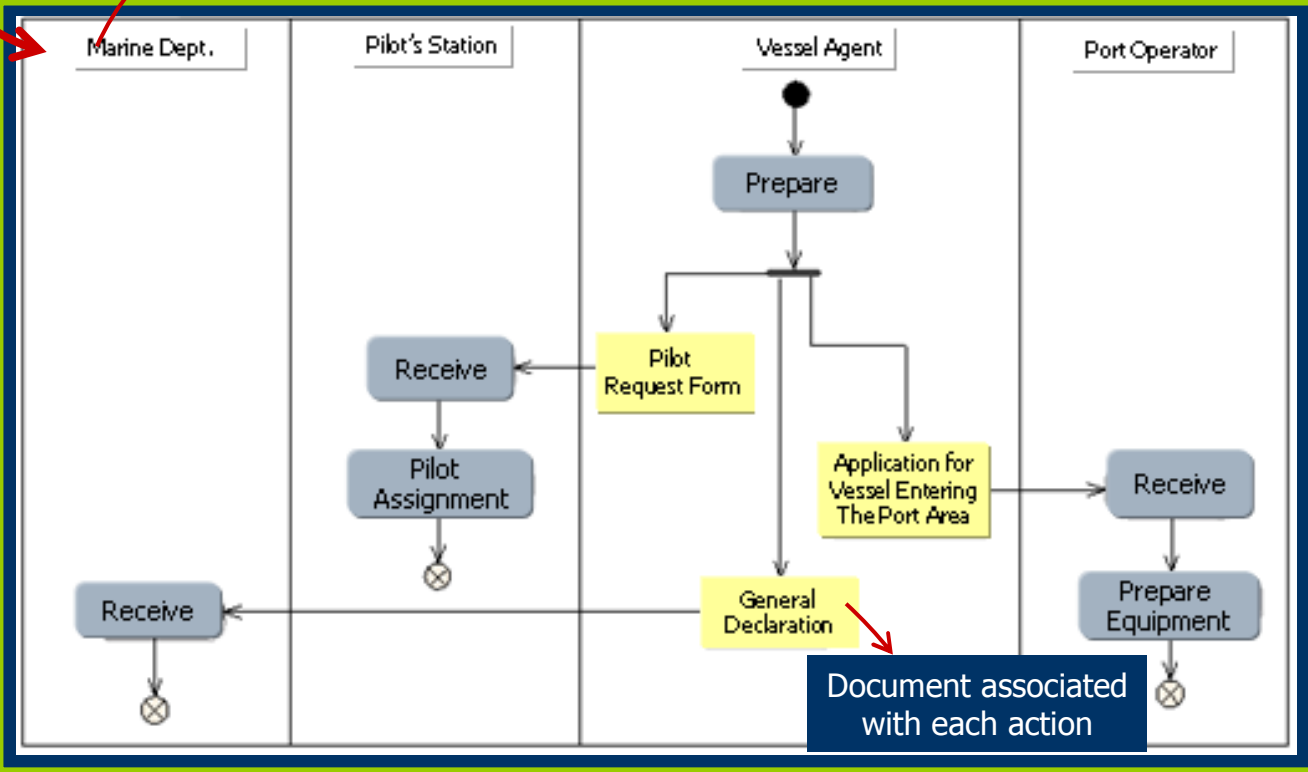 Marine Dept.
Pilot's Station
Vessel Agent
Port Operator
Prepare
Pilot
Request Form
Receive
Pilot
Assignment
Application for
Vessel Entering
The Port Area
Receive
Prepare
Equipment
General
Declaration
Receive
Document associated
with each action